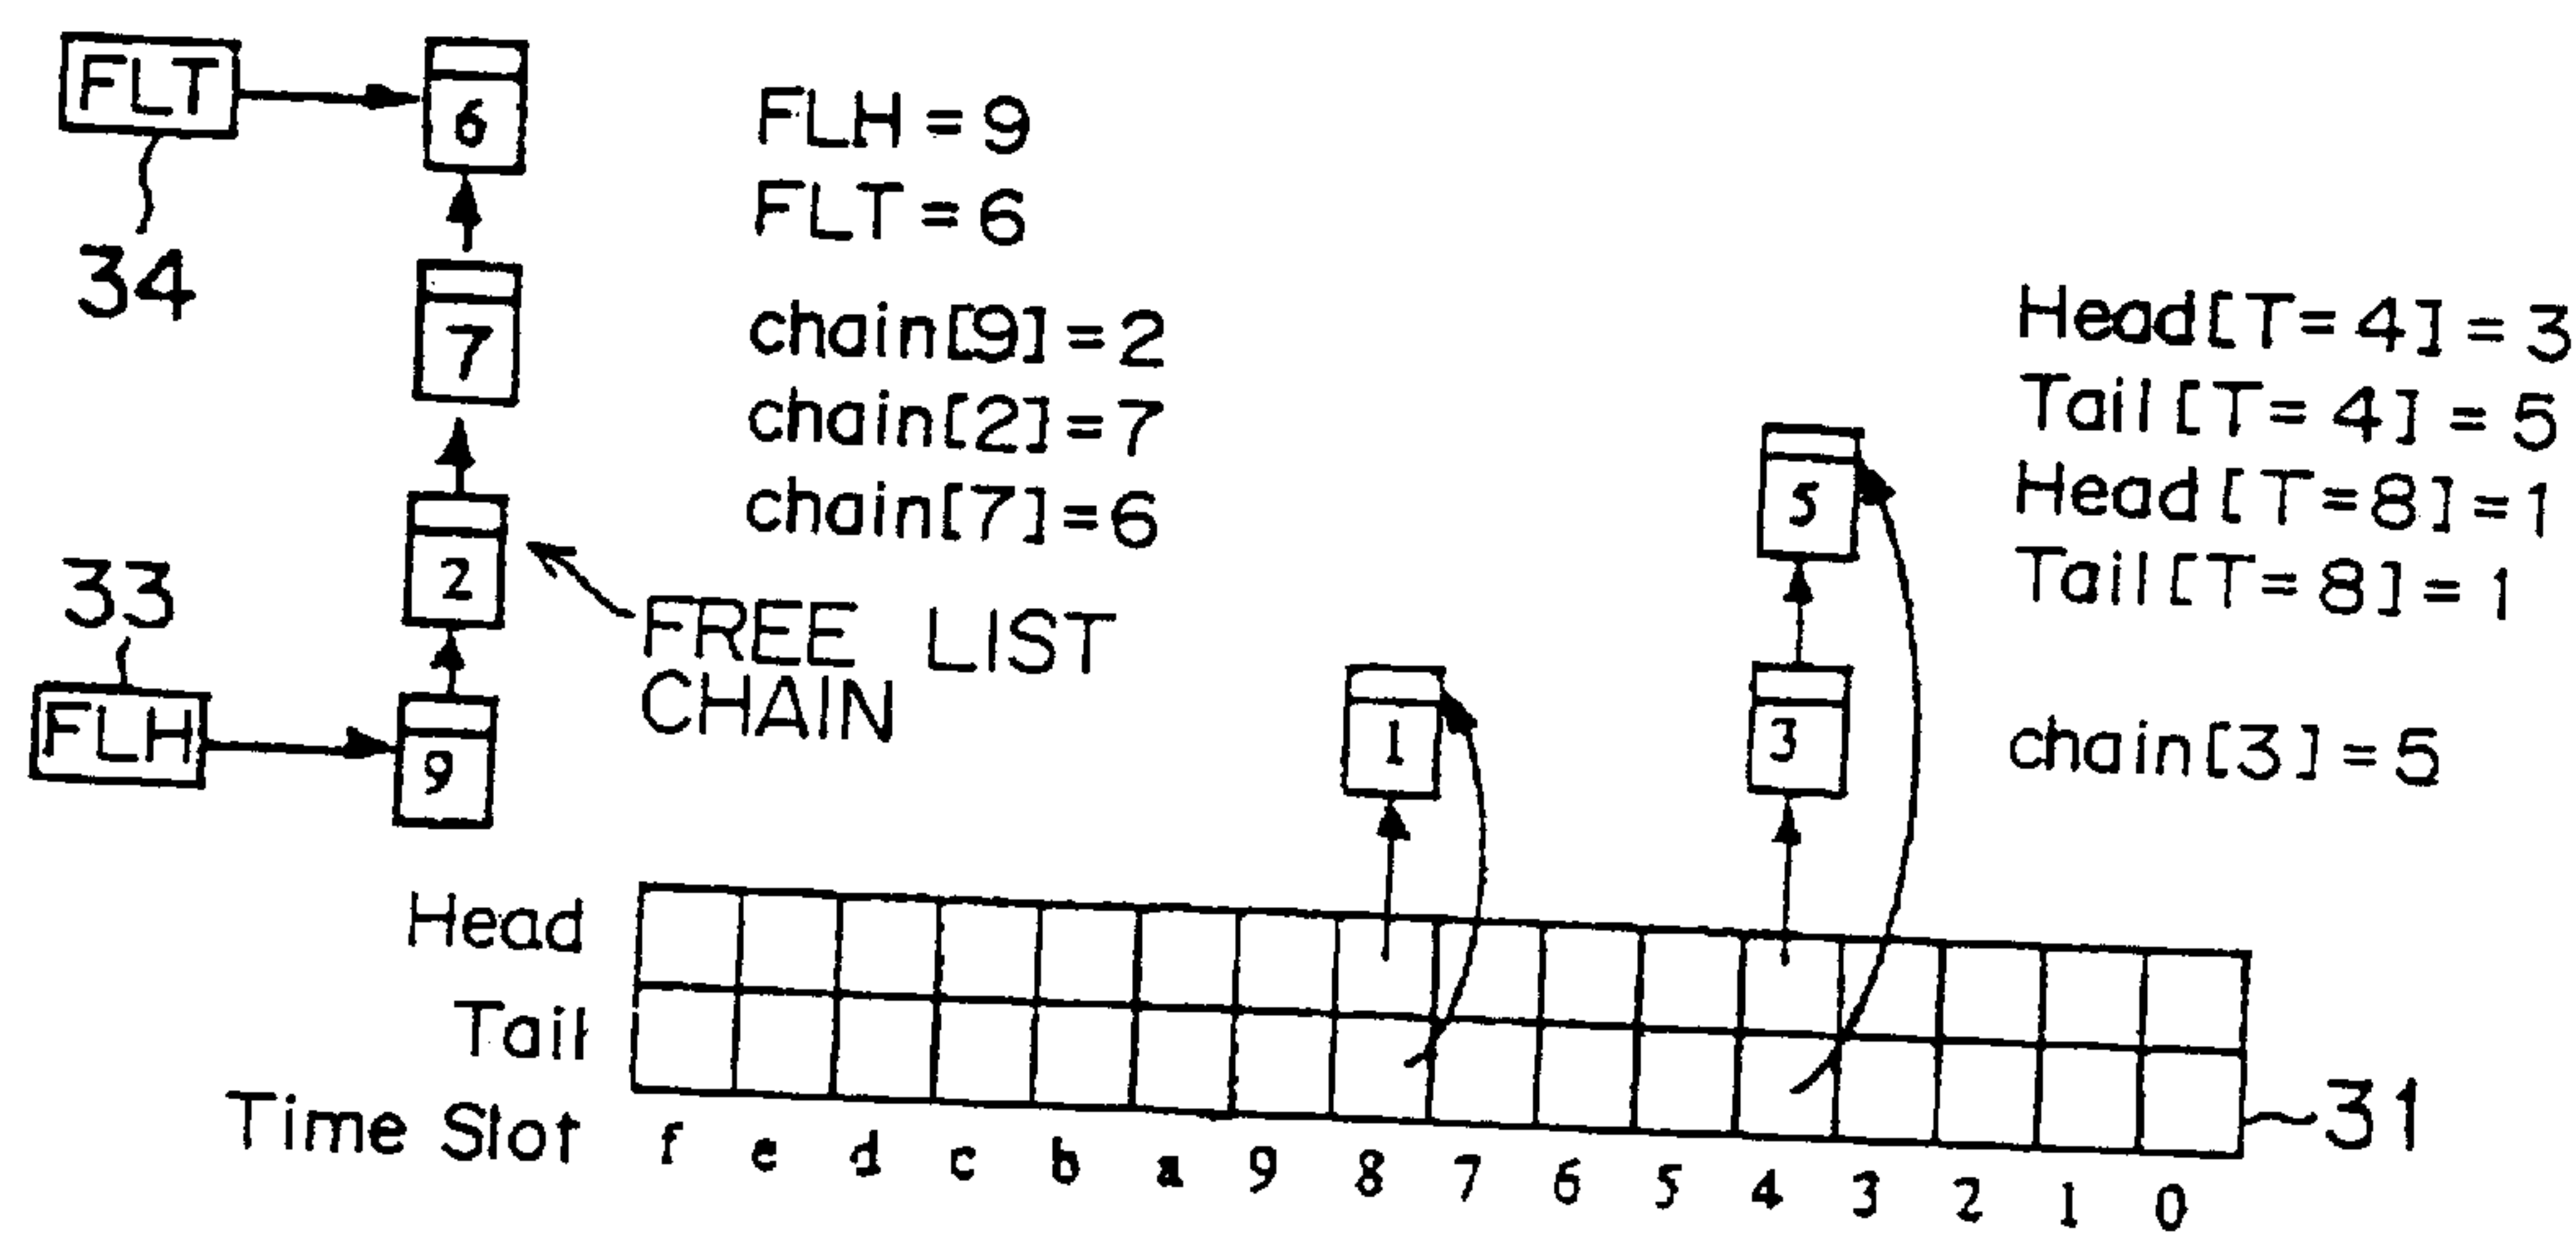 FLT
6
FLH = 9
FLT = 6
34
7
chain[9] = 2
chain[2] = 7
chain[7] = 6
Head[T = 4] = 3
Tail[T = 4] = 5
Head[T = 8] = 1
Tail[T = 8] = 1
5
33
2
FREE LIST
CHAIN
FLH
9
1
3
chain[3] = 5
Head
Tail
Time Slot f e d c b a 9 8 7 6 5 4 3 2 1 0
31